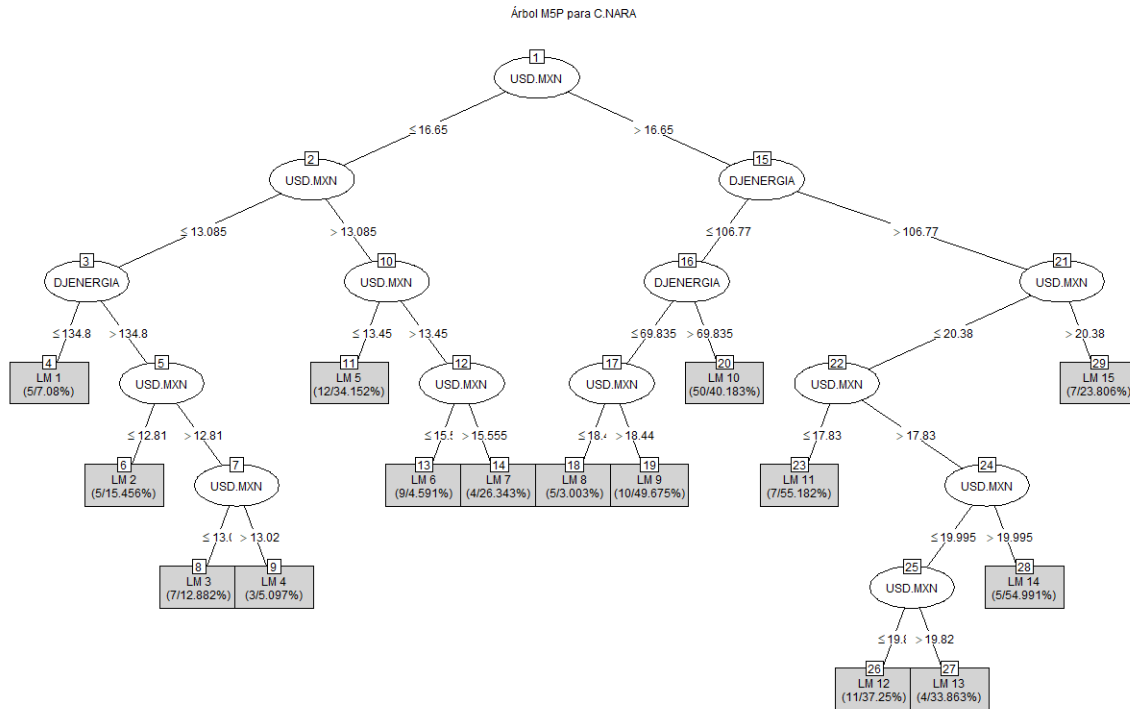 Árbol M5P para C.NARA
1
USD.MXN
≤ 16.65
> 16.65
2
USD.MXN
15
DJENERGIA
≤ 13.085
> 13.085
≤ 106.77
> 106.77
3
DJENERGIA
10
USD.MXN
16
DJENERGIA
21
USD.MXN
≤ 134.8
> 134.8
≤ 13.45
> 13.45
≤ 69.835
> 69.835
≤ 20.38
> 20.38
4
LM 1
(5/7.08%)
5
USD.MXN
11
LM 5
(12/34.152%)
12
USD.MXN
17
USD.MXN
20
LM 10
(50/40.183%)
22
USD.MXN
29
LM 15
(7/23.806%)
≤ 12.81
> 12.81
≤ 15.5
> 15.555
≤ 18.4
> 18.44
≤ 17.83
> 17.83
6
LM 2
(5/15.456%)
7
USD.MXN
13
LM 6
(9/4.591%)
14
LM 7
(4/26.343%)
18
LM 8
(5/3.003%)
19
LM 9
(10/49.675%)
23
LM 11
(7/55.182%)
24
USD.MXN
≤ 13.0
> 13.02
≤ 19.995
> 19.995
8
LM 3
(7/12.882%)
9
LM 4
(3/5.097%)
25
USD.MXN
28
LM 14
(5/54.991%)
≤ 19.8
> 19.82
26
LM 12
(11/37.25%)
27
LM 13
(4/33.863%)